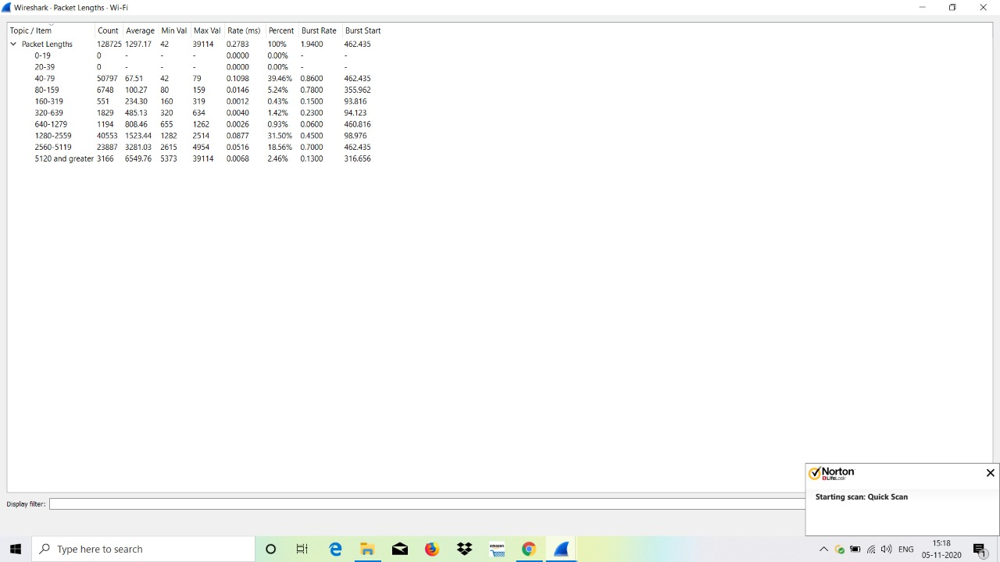 Wireshark · Packet Lengths · Wi-Fi
Topic / Item Count Average Min Val Max Val Rate (ms) Percent Burst Rate Burst Start
Packet Lengths 128725 1297.17 42 39114 0.2783 100% 1.9400 462.435
0-19 0 - - - 0.0000 0.00% - -
20-39 0 - - - 0.0000 0.00% - -
40-79 50797 67.51 42 79 0.1098 39.46% 0.8600 462.435
80-159 6748 100.27 80 159 0.0146 5.24% 0.7800 355.962
160-319 551 234.30 160 319 0.0012 0.43% 0.1500 93.816
320-639 1829 485.13 320 634 0.0040 1.42% 0.2300 94.123
640-1279 1194 808.46 655 1262 0.0026 0.93% 0.0600 460.816
1280-2559 40553 1523.44 1282 2514 0.0877 31.50% 0.4500 98.976
2560-5119 23887 3281.03 2615 4954 0.0516 18.56% 0.7000 462.435
5120 and greater 3166 6549.76 5373 39114 0.0068 2.46% 0.1300 316.656
Norton
LifeLock
Starting scan: Quick Scan
Display filter:
Type here to search
amazon
ENG
15:18
05-11-2020
1